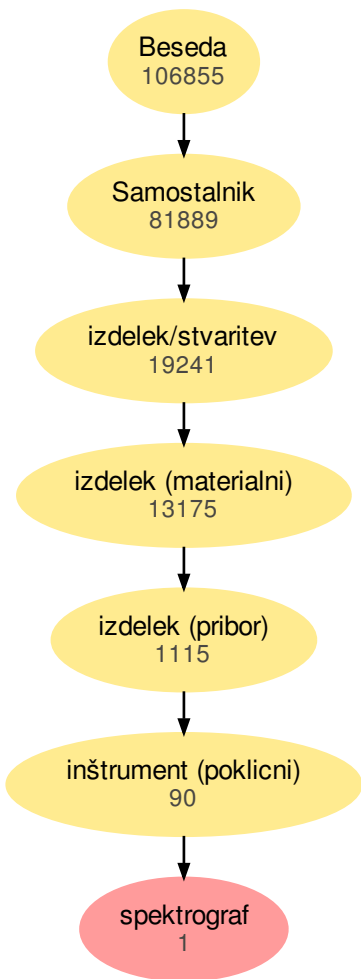 Beseda
106855
Samostalnik
81889
izdelek/stvaritev
19241
izdelek (materialni)
13175
izdelek (pribor)
1115
inštrument (poklicni)
90
spektrograf
1